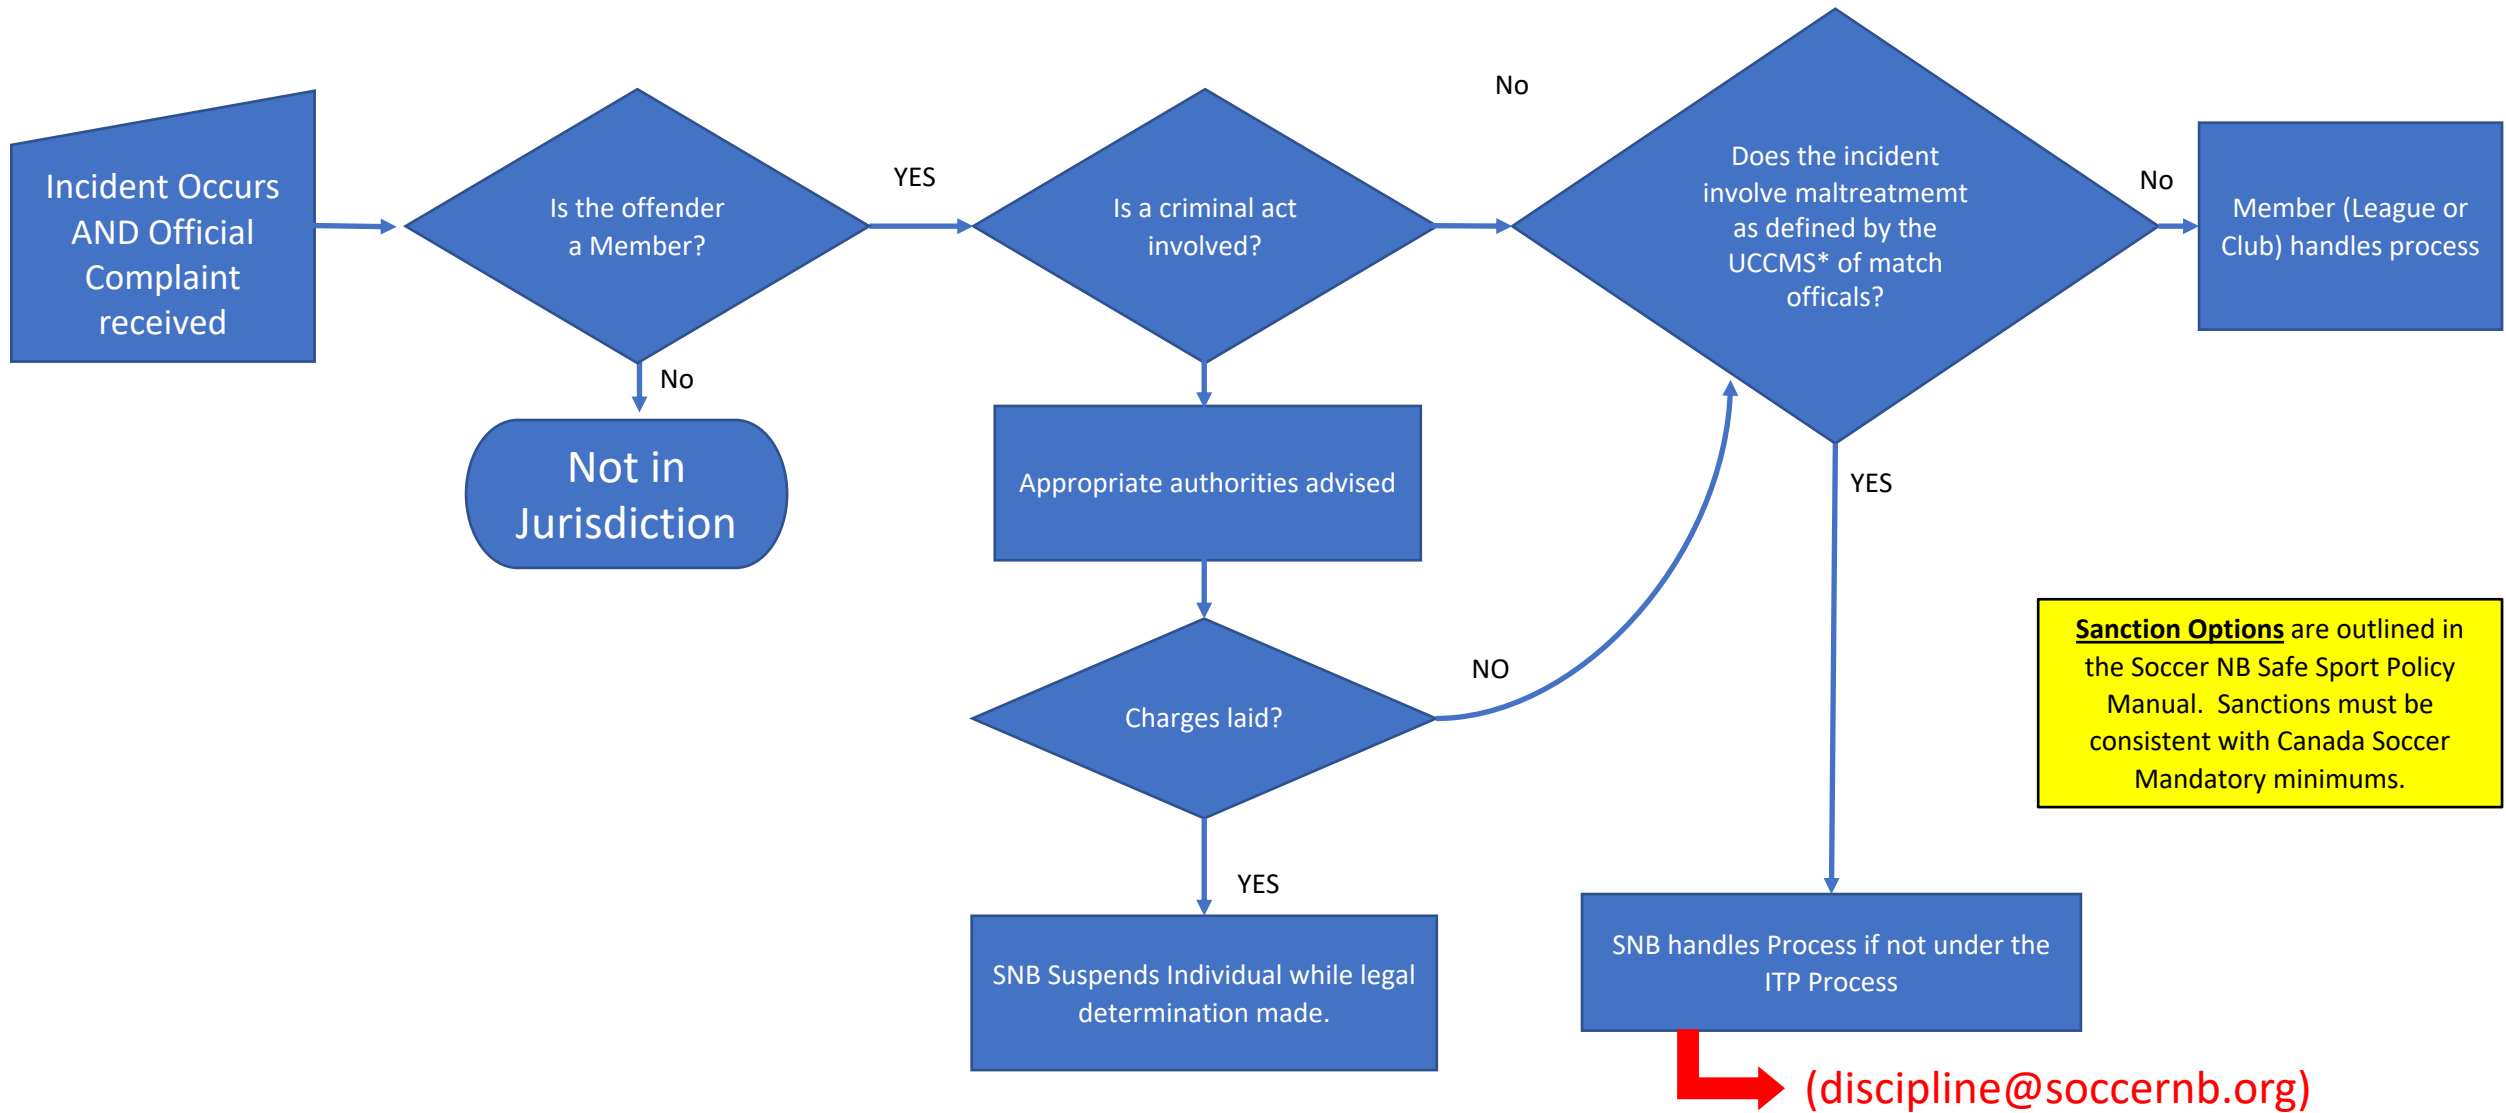 Incident Occurs
AND Official
Complaint
received
Is the offender
a Member?
YES
No
Not in
Jurisdiction
Is a criminal act
involved?
No
Appropriate authorities advised
Charges laid?
NO
YES
SNB Suspends Individual while legal
determination made.
Does the incident
involve maltreatmemt
as defined by the
UCCMS* of match
officals?
No
Member (League or
Club) handles process
YES
SNB handles Process if not under the
ITP Process
(discipline@soccernb.org)
Sanction Options are outlined in
the Soccer NB Safe Sport Policy
Manual.  Sanctions must be
consistent with Canada Soccer
Mandatory minimums.